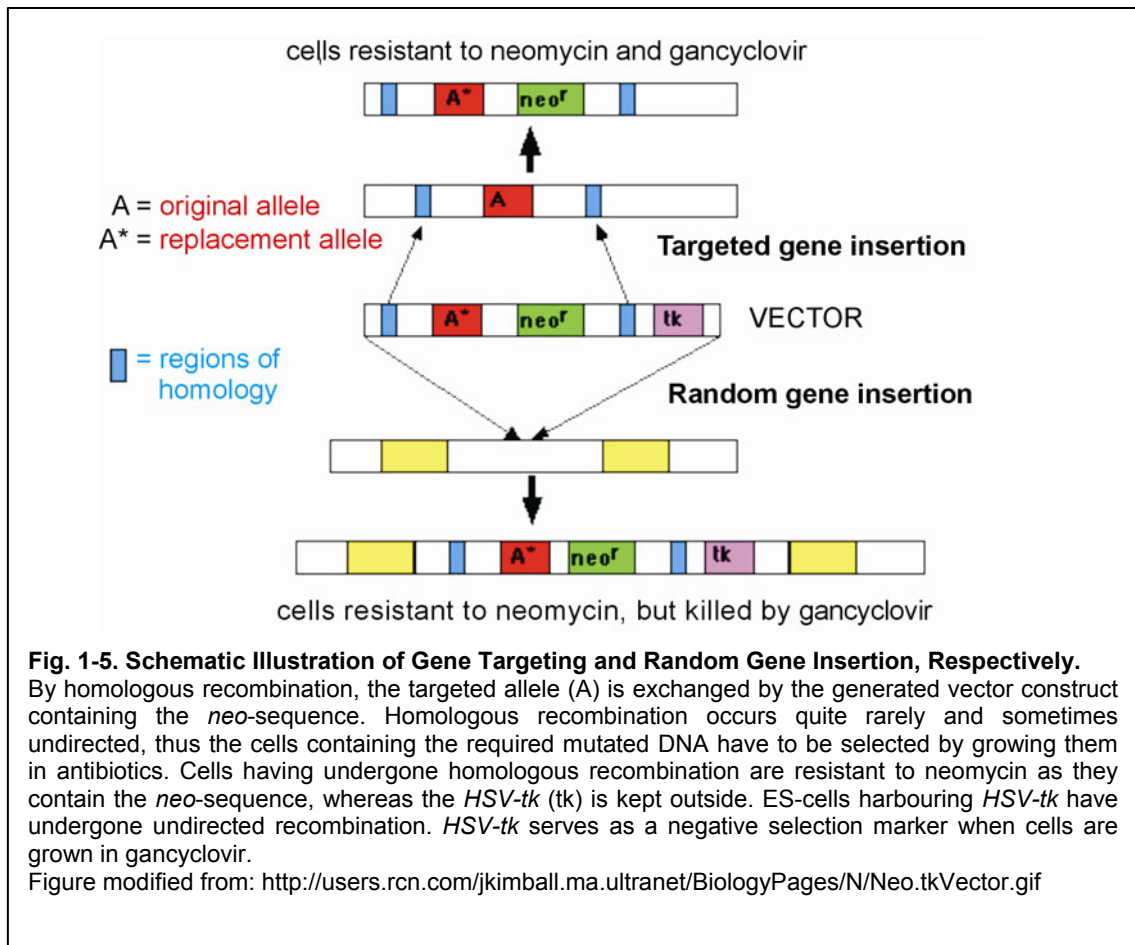 cells resistant to neomycin and gancyclovir
A* neoʳ
A
A = original allele
A* = replacement allele
Targeted gene insertion
A* neoʳ tk VECTOR
= regions of
homology
Random gene insertion
A* neoʳ tk
cells resistant to neomycin, but killed by gancyclovir
Fig. 1-5. Schematic Illustration of Gene Targeting and Random Gene Insertion, Respectively.
By homologous recombination, the targeted allele (A) is exchanged by the generated vector construct
containing the neo-sequence. Homologous recombination occurs quite rarely and sometimes
undirected, thus the cells containing the required mutated DNA have to be selected by growing them
in antibiotics. Cells having undergone homologous recombination are resistant to neomycin as they
contain the neo-sequence, whereas the HSV-tk (tk) is kept outside. ES-cells harbouring HSV-tk have
undergone undirected recombination. HSV-tk serves as a negative selection marker when cells are
grown in gancyclovir.
Figure modified from: http://users.rcn.com/jkimball.ma.ultranet/BiologyPages/N/Neo.tkVector.gif